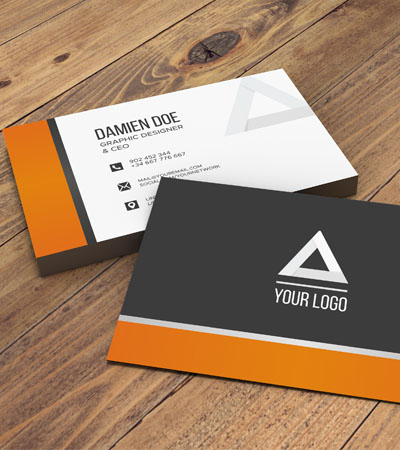 DAMIEN DOE
GRAPHIC DESIGNER
& CEO
902 452 344
+34 667 776 667
MAIL@YOUREMAIL.COM
YOUR LOGO